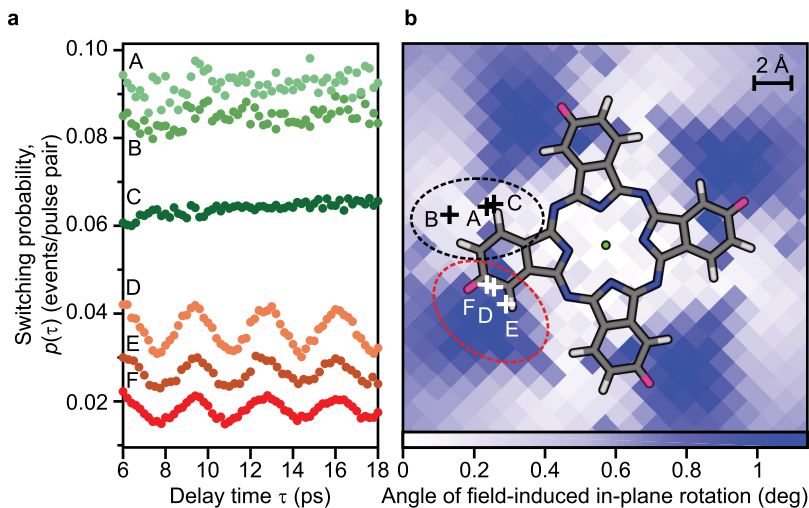 a
b
Switching probability,
p(τ) (events/pulse pair)
0.10
0.08
0.06
0.04
0.02
A
B
C
D
E
F
6 8 10 12 14 16 18
Delay time τ (ps)
2 Å
B A C
F D E
0 0.2 0.4 0.6 0.8 1
Angle of field-induced in-plane rotation (deg)